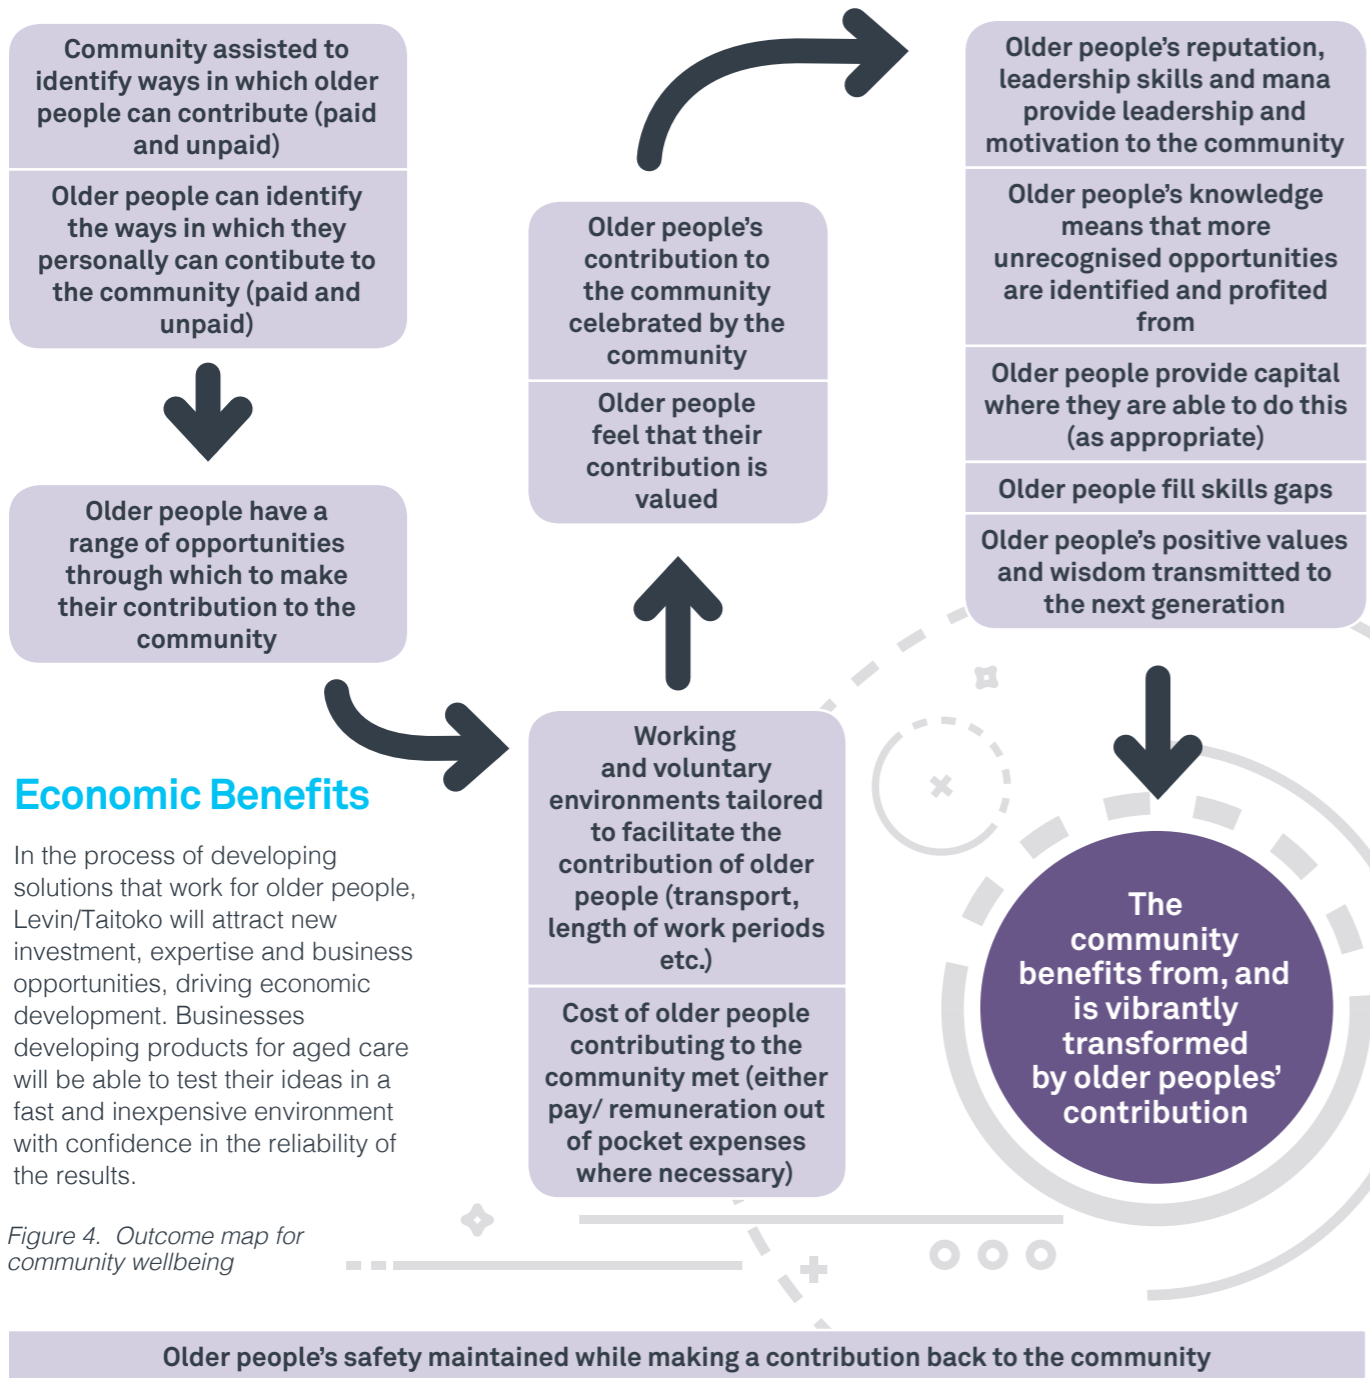 Community assisted to
identify ways in which older
people can contribute (paid
and unpaid)
Older people can identify
the ways in which they
personally can contibute to
the community (paid and
unpaid)
Older people have a
range of opportunities
through which to make
their contribution to the
community
Economic Benefits
In the process of developing
solutions that work for older people,
Levin/Taitoko will attract new
investment, expertise and business
opportunities, driving economic
development. Businesses
developing products for aged care
will be able to test their ideas in a
fast and inexpensive environment
with confidence in the reliability of
the results.
Figure 4. Outcome map for
community wellbeing
Working
and voluntary
environments tailored
to facilitate the
contribution of older
people (transport,
length of work periods
etc.)
Cost of older people
contributing to the
community met (either
pay/ remuneration out
of pocket expenses
where necessary)
Older people's
contribution to
the community
celebrated by the
community
Older people
feel that their
contribution is
valued
Older people's reputation,
leadership skills and mana
provide leadership and
motivation to the community
Older people's knowledge
means that more
unrecognised opportunities
are identified and profited
from
Older people provide capital
where they are able to do this
(as appropriate)
Older people fill skills gaps
Older people's positive values
and wisdom transmitted to
the next generation
The
community
benefits from, and
is vibrantly
transformed
by older peoples'
contribution
Older people's safety maintained while making a contribution back to the community